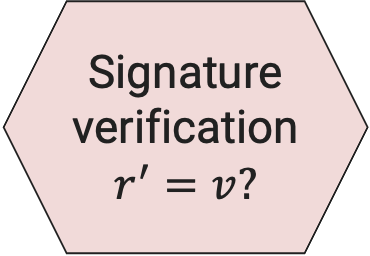 Signature
verification
r′ = v?